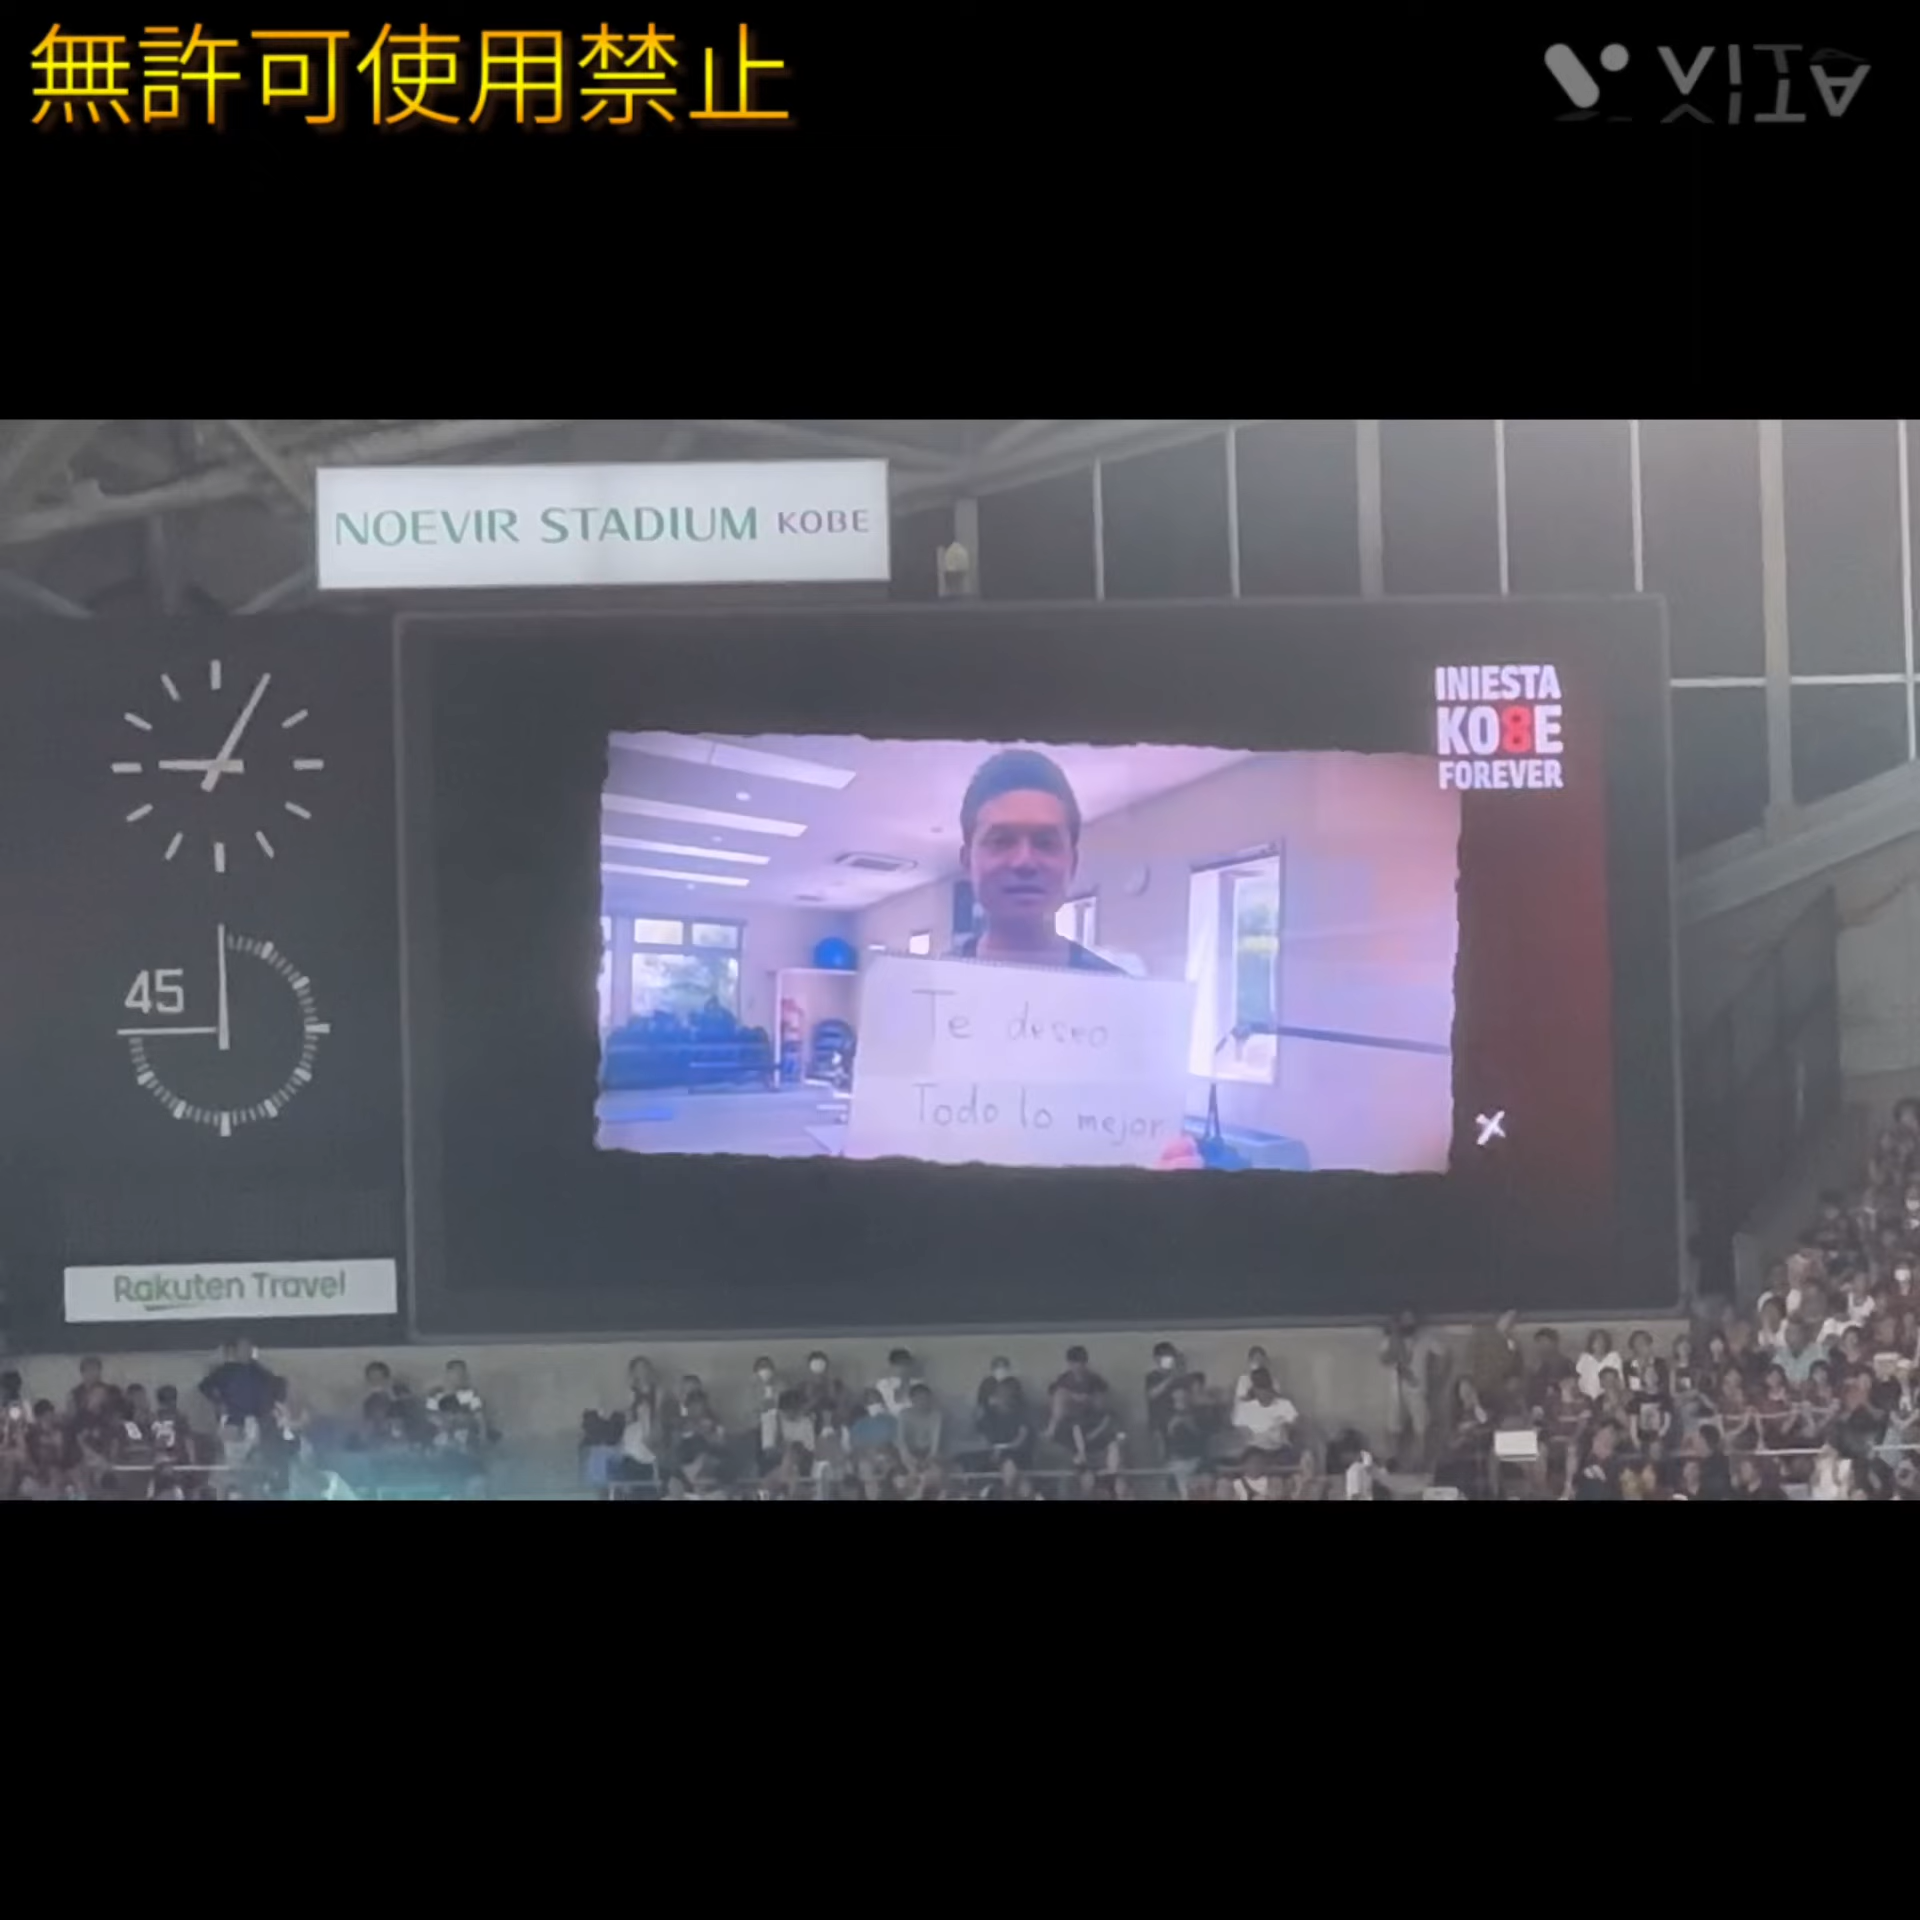 無許可使用禁止
VITA
NOEVIR STADIUM KOBE
INIESTA
KO8E
FOREVER
Te deseo
Todo lo mejor
45
Rakuten Travel